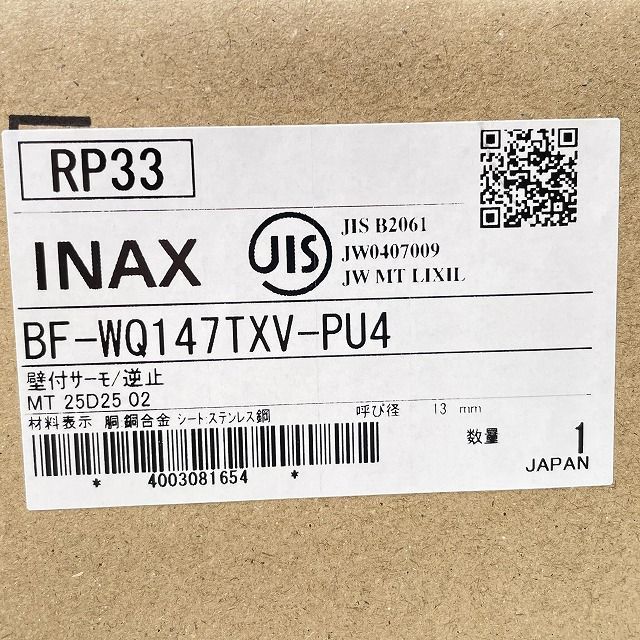 RP33
INAX
JIS
JIS B2061
JW0407009
JW MT LIXIL
BF-WQ147TXV-PU4
壁付サーモ/逆止
MT 25D25 02
材料表示 胴:銅合金 シート:ステンレス鋼
呼び径 13 mm
数量 1
* 4003081654 *
JAPAN